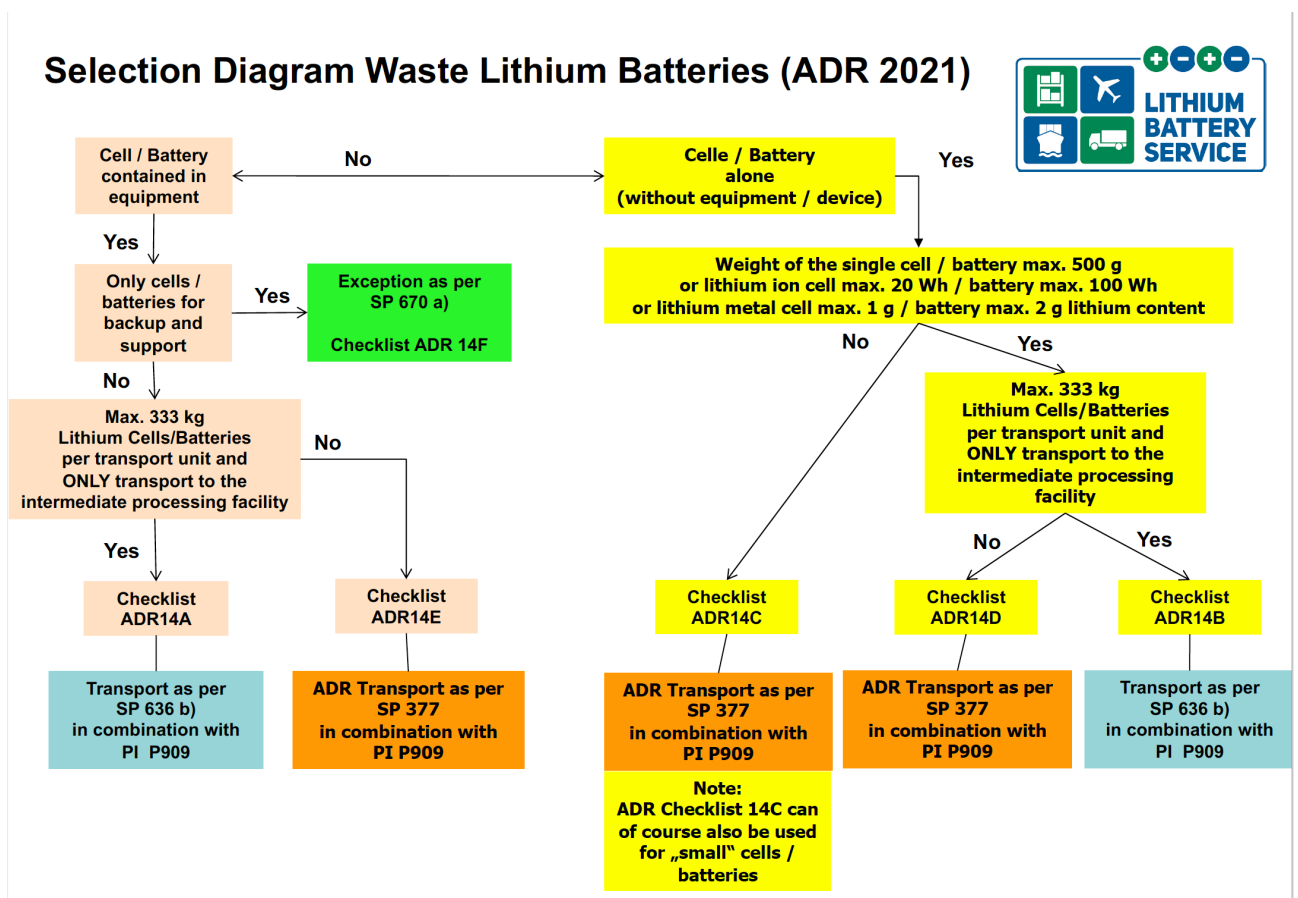 Selection Diagram Waste Lithium Batteries (ADR 2021)
LITHIUM
BATTERY
SERVICE
Cell / Battery
contained in
equipment
No
Celle / Battery
alone
(without equipment / device)
Yes
Yes
Only cells /
batteries for
backup and
support
Yes
Exception as per
SP 670 a)
Checklist ADR 14F
Weight of the single cell / battery max. 500 g
or lithium ion cell max. 20 Wh / battery max. 100 Wh
or lithium metal cell max. 1 g / battery max. 2 g lithium content
No
Yes
No
Max. 333 kg
Lithium Cells/Batteries
per transport unit and
ONLY transport to the
intermediate processing facility
No
Max. 333 kg
Lithium Cells/Batteries
per transport unit and
ONLY transport to the
intermediate processing
facility
Yes
No
Yes
Checklist
ADR14A
Checklist
ADR14E
Checklist
ADR14C
Checklist
ADR14D
Checklist
ADR14B
Transport as per
SP 636 b)
in combination with
PI P909
ADR Transport as per
SP 377
in combination with
PI P909
ADR Transport as per
SP 377
in combination with
PI P909
ADR Transport as per
SP 377
in combination with
PI P909
Transport as per
SP 636 b)
in combination with
PI P909
Note:
ADR Checklist 14C can
of course also be used
for „small“ cells /
batteries